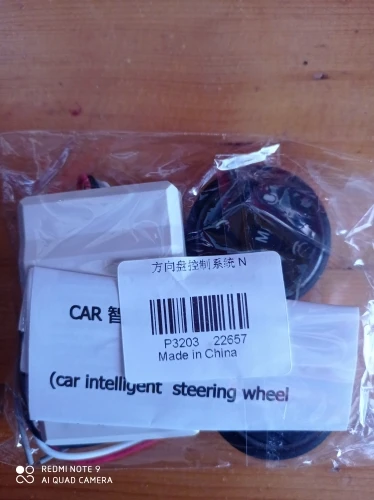 方向盘控制系统 N
CAR 智
P3203 22657
Made in China
(car intelligent steering wheel
M
REDMI NOTE 9
AI QUAD CAMERA